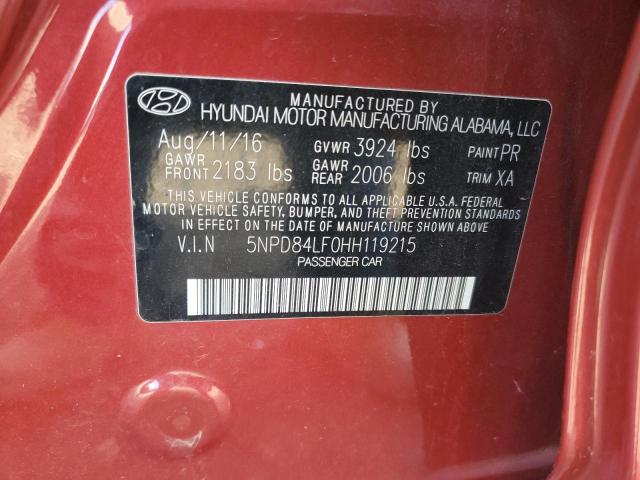 MANUFACTURED BY
HYUNDAI MOTOR MANUFACTURING ALABAMA, LLC
Aug/11/16 GVWR 3924 lbs PAINT PR
GAWR FRONT 2183 lbs GAWR REAR 2006 lbs TRIM XA
THIS VEHICLE CONFORMS TO ALL APPLICABLE U.S.A. FEDERAL
MOTOR VEHICLE SAFETY, BUMPER, AND THEFT PREVENTION STANDARDS
IN EFFECT ON THE DATE OF MANUFACTURE SHOWN ABOVE.
V.I.N 5NPD84LF0HH119215
PASSENGER CAR